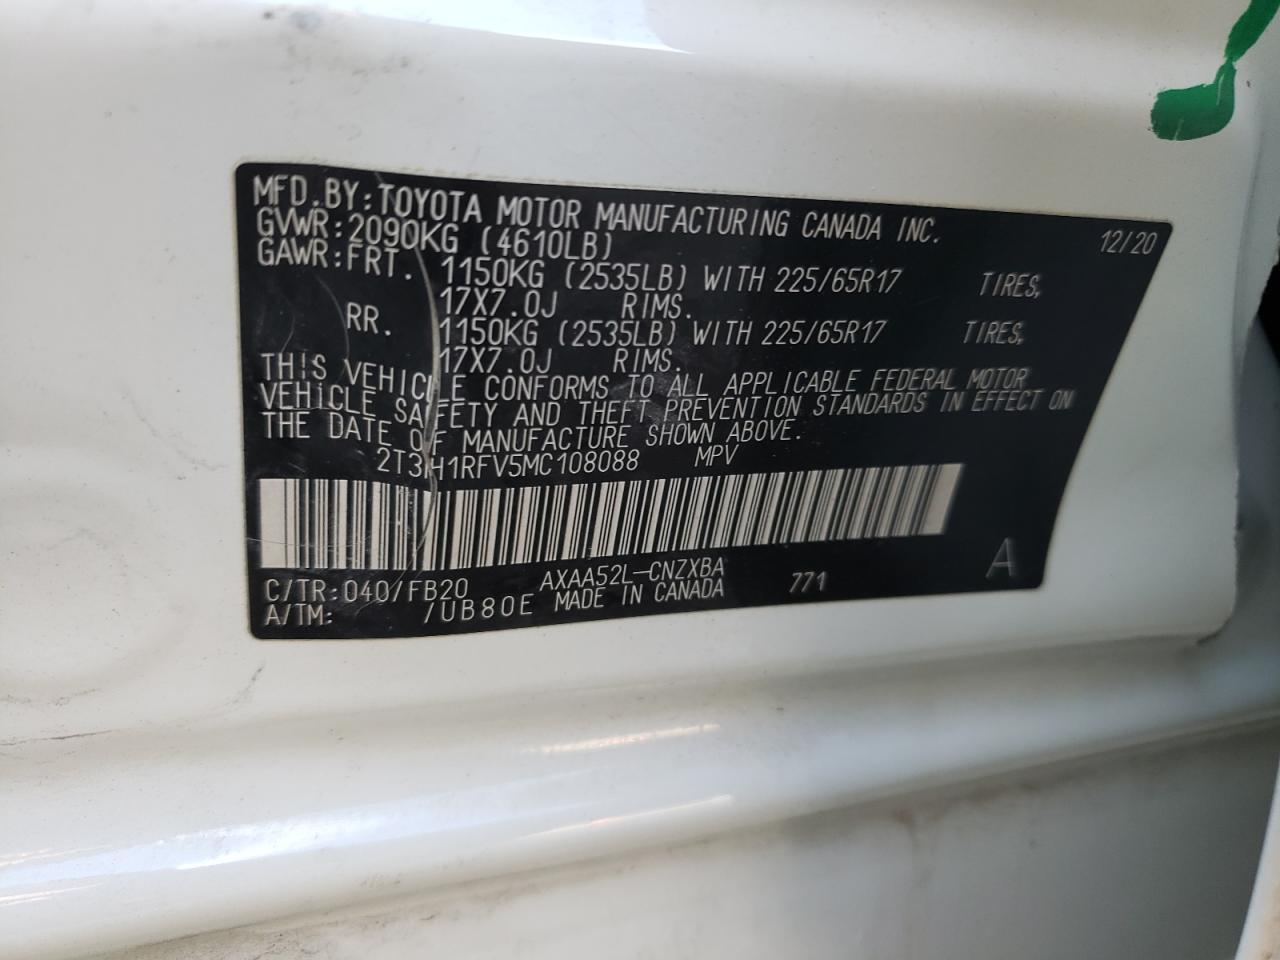 MFD.BY:TOYOTA MOTOR MANUFACTURING CANADA INC. 12/20
GVWR:2090KG (4610LB)
GAWR:FRT. 1150KG (2535LB) WITH 225/65R17 TIRES,
17X7.0J RIMS.
RR. 1150KG (2535LB) WITH 225/65R17 TIRES,
17X7.0J RIMS.
THIS VEHICLE CONFORMS TO ALL APPLICABLE FEDERAL MOTOR
VEHICLE SAFETY AND THEFT PREVENTION STANDARDS IN EFFECT ON
THE DATE OF MANUFACTURE SHOWN ABOVE.
2T3H1RFV5MC108088 MPV
C/TR:040/FB20 AXAA52L-CNZXBA 771 A
A/TM: /UB80E MADE IN CANADA